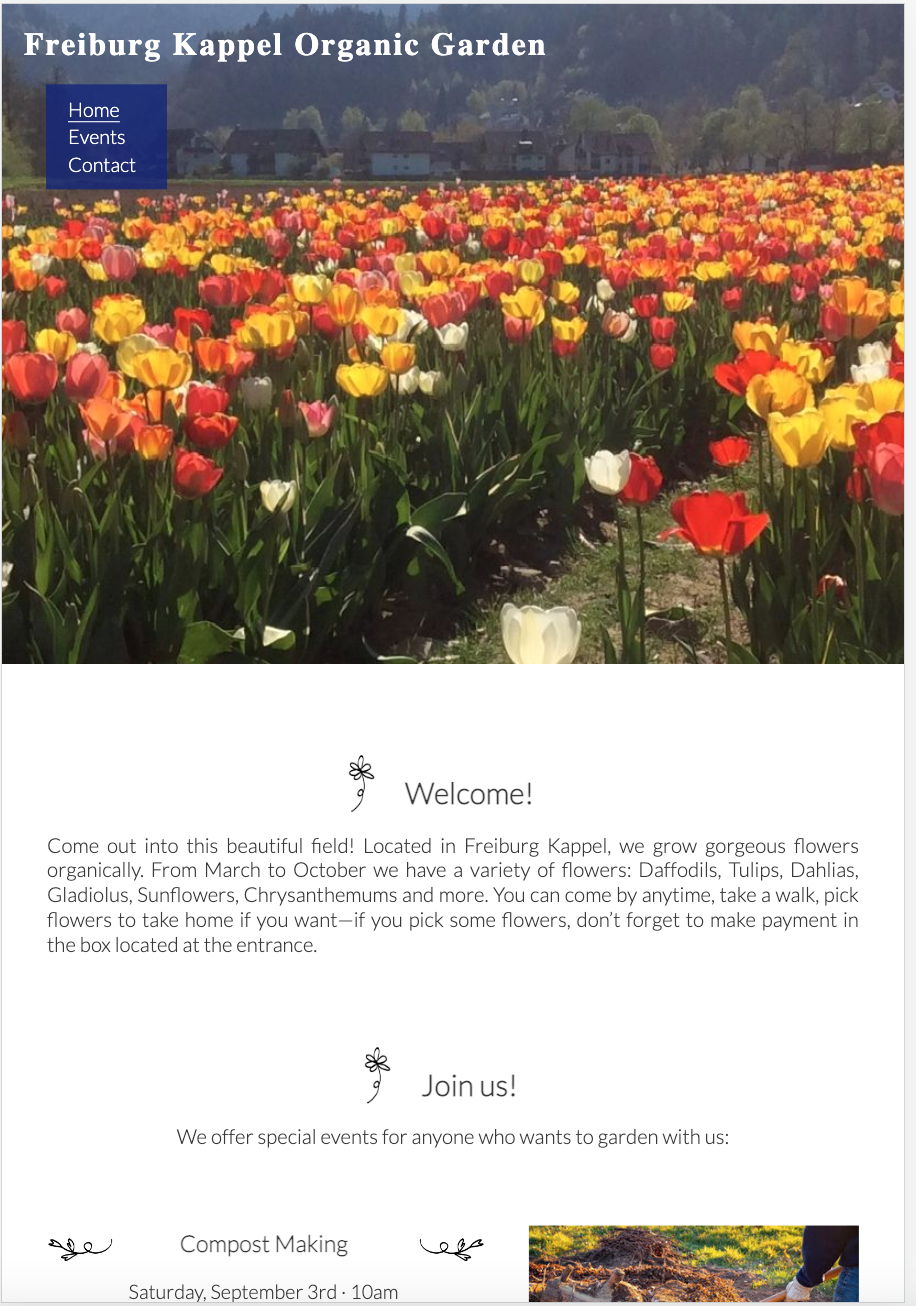 Freiburg Kappel Organic Garden
Home
Events
Contact
Welcome!
Come out into this beautiful field! Located in Freiburg Kappel, we grow gorgeous flowers
organically. From March to October we have a variety of flowers: Daffodils, Tulips, Dahlias,
Gladiolus, Sunflowers, Chrysanthemums and more. You can come by anytime, take a walk, pick
flowers to take home if you want—if you pick some flowers, don’t forget to make payment in
the box located at the entrance.
Join us!
We offer special events for anyone who wants to garden with us:
Compost Making
Saturday, September 3rd · 10am